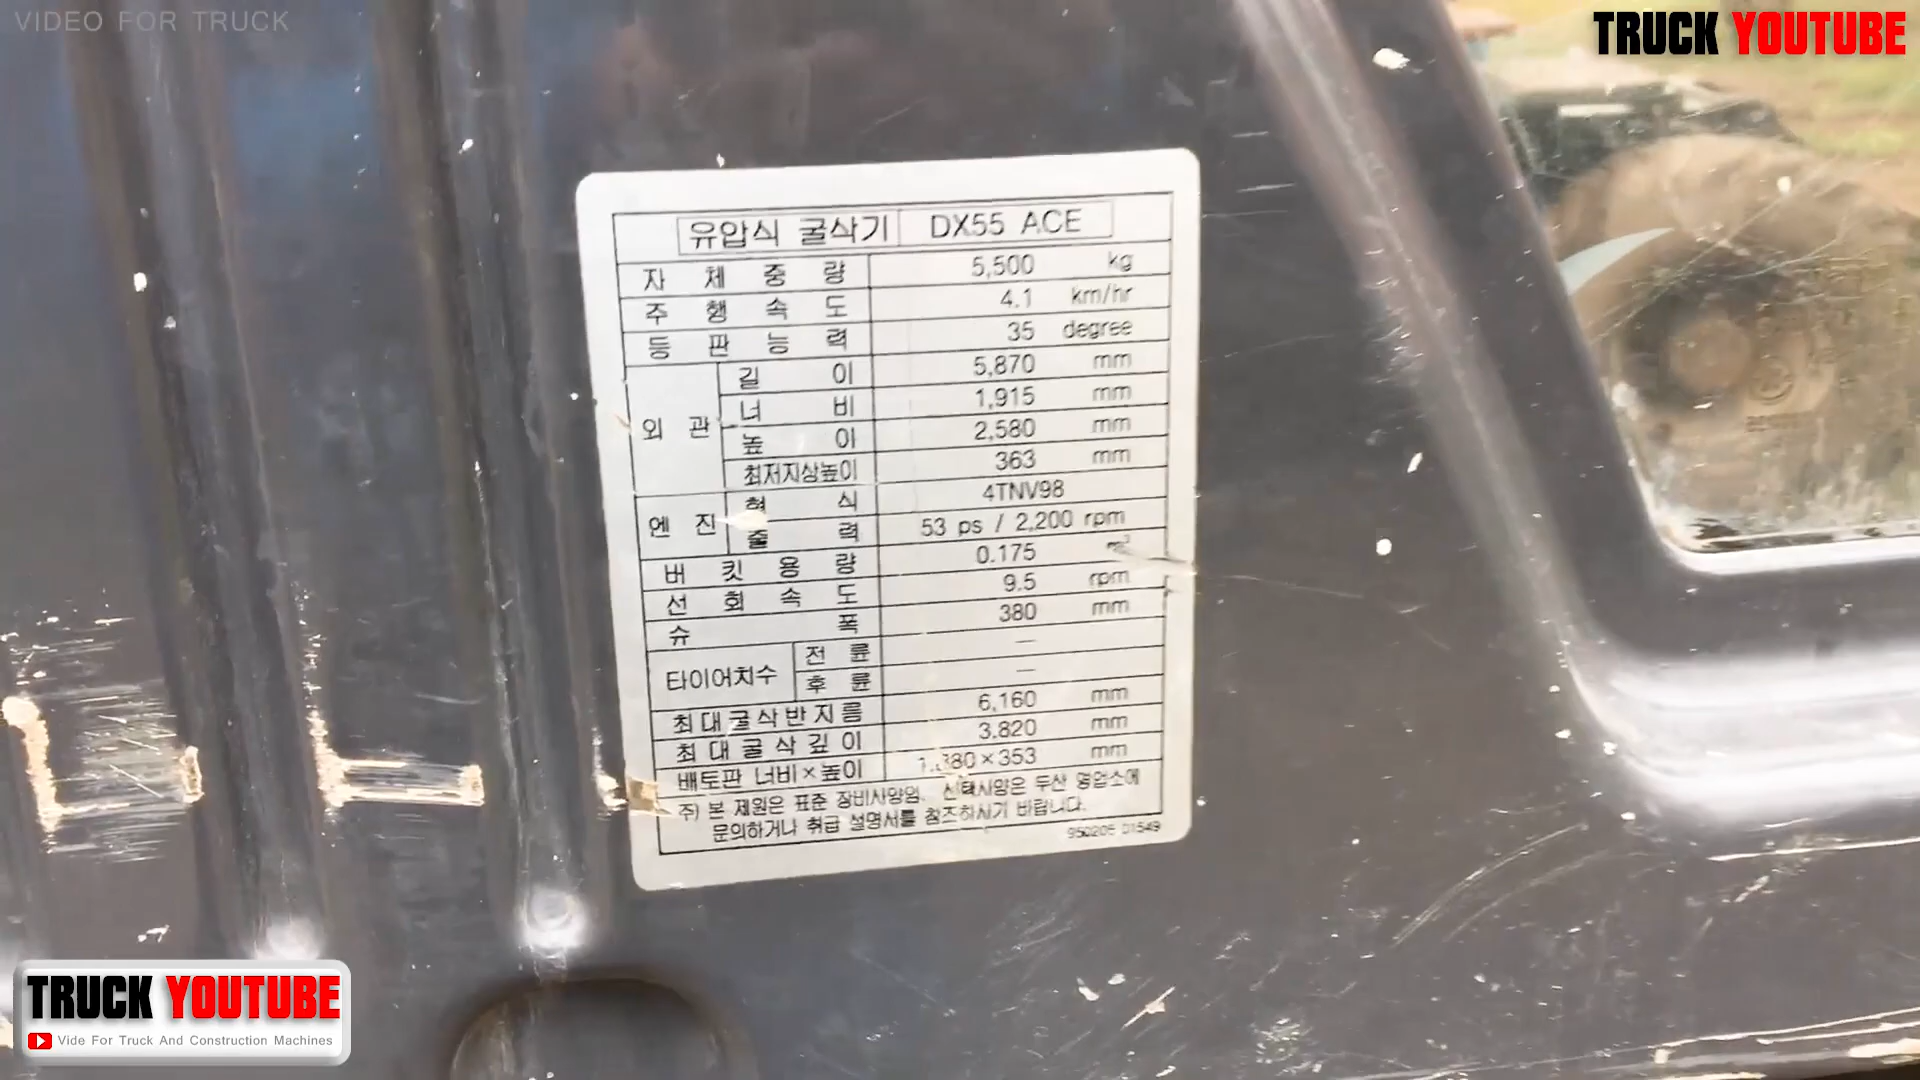 VIDEO FOR TRUCK
TRUCK YOUTUBE
유압식 굴삭기 DX55 ACE
자체중량 5,500 kg
주행속도 4.1 km/hr
등판능력 35 degree
외관 길이 5,870 mm
너비 1,915 mm
높이 2,580 mm
최저지상높이 363 mm
엔진 형식 4TNV98
출력 53 ps / 2,200 rpm
버킷용량 0.175 m³
선회속도 9.5 rpm
슈폭 380 mm
타이어치수 전륜 —
후륜 —
최대굴삭반지름 6,160 mm
최대굴삭깊이 3,820 mm
배토판 너비×높이 ×353 mm
주) 본 제원은 표준 장비사양임, 선택사양은 두산 영업소에
문의하거나 취급 설명서를 참조하시기 바랍니다.
950205 01549
TRUCK YOUTUBE
Vide For Truck And Construction Machines